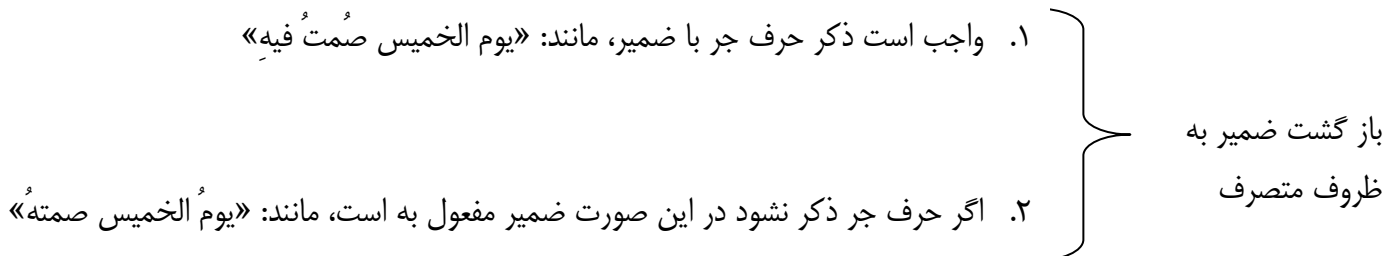 ۱. واجب است ذکر حرف جر با ضمیر، مانند: «یوم الخمیس صُمتُ فیهِ»
باز گشت ضمیر به
ظروف متصرف
۲. اگر حرف جر ذکر نشود در این صورت ضمیر مفعول به است، مانند: «یومُ الخمیس صمتهُ»